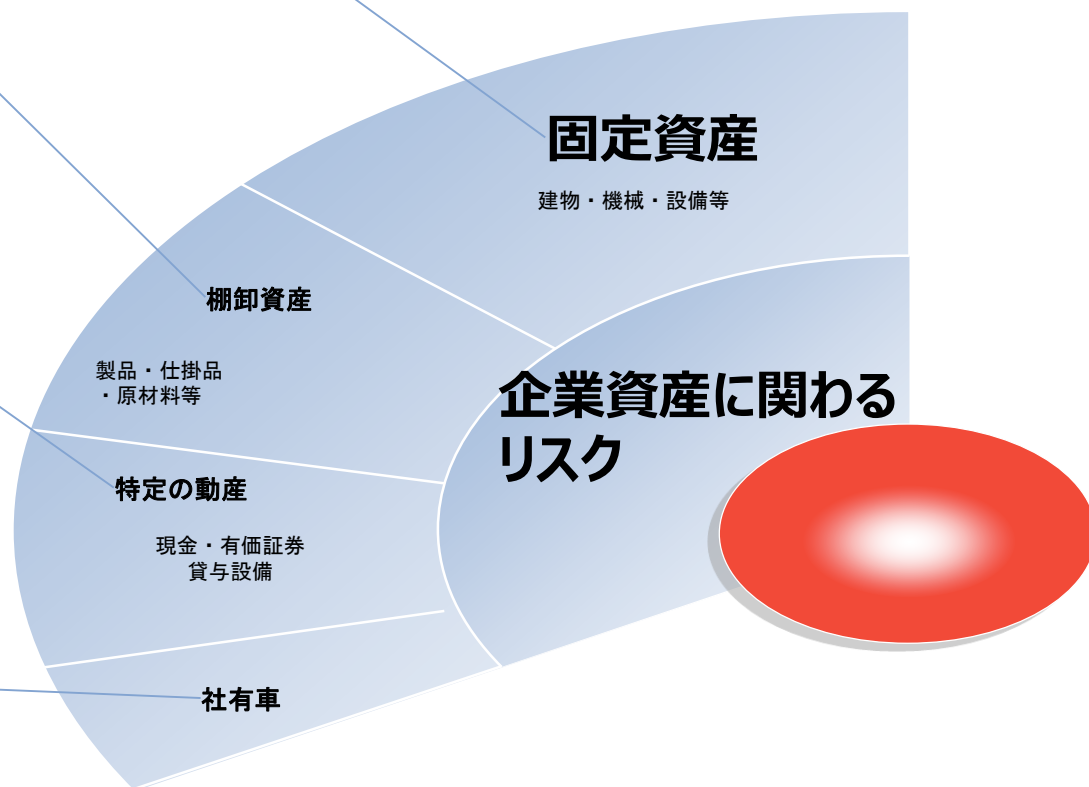 固定資産
建物・機械・設備等
棚卸資産
製品・仕掛品
・原材料等
企業資産に関わる
リスク
特定の動産
現金・有価証券
貸与設備
社有車